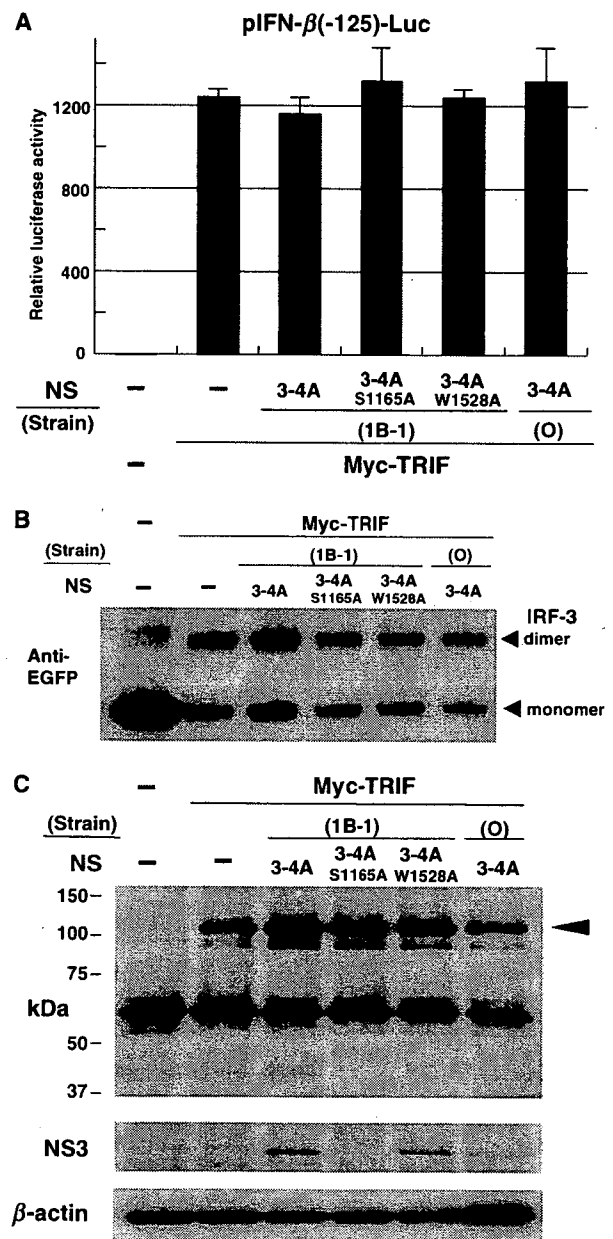 A
pIFN-β(-125)-Luc
Relative luciferase activity
1200
800
400
0
NS – – 3-4A 3-4A S1165A 3-4A W1528A 3-4A
(Strain) (1B-1) (O)
– Myc-TRIF
B
– Myc-TRIF
(Strain) (1B-1) (O)
NS – – 3-4A 3-4A S1165A 3-4A W1528A 3-4A
Anti-EGFP
IRF-3
dimer
monomer
C
– Myc-TRIF
(Strain) (1B-1) (O)
NS – – 3-4A 3-4A S1165A 3-4A W1528A 3-4A
150–
100–
75–
kDa
50–
37–
NS3
β-actin